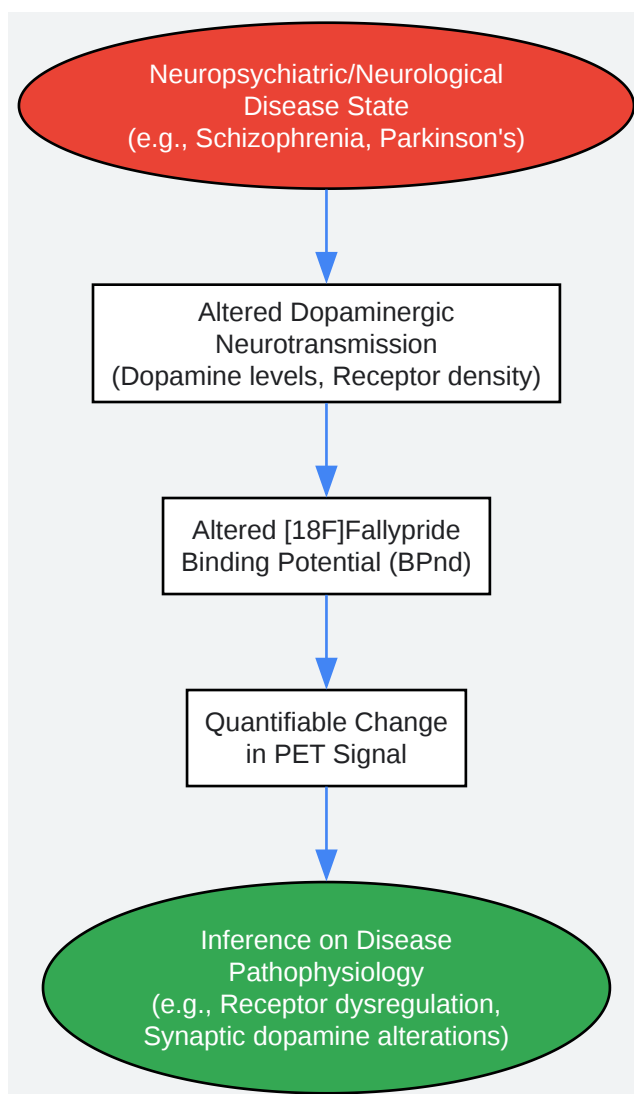 Neuropsychiatric/Neurological
Disease State
(e.g., Schizophrenia, Parkinson's)
Altered Dopaminergic
Neurotransmission
(Dopamine levels, Receptor density)
Altered [18F]Fallypride
Binding Potential (BPnd)
Quantifiable Change
in PET Signal
Inference on Disease
Pathophysiology
(e.g., Receptor dysregulation,
Synaptic dopamine alterations)